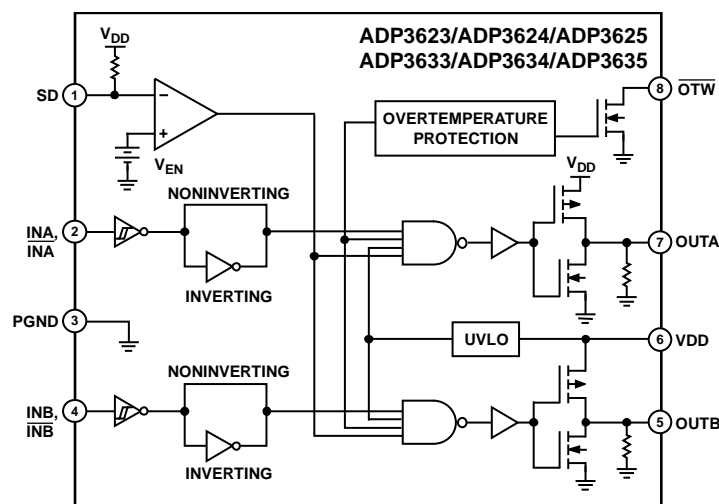 ADP3623/ADP3624/ADP3625
ADP3633/ADP3634/ADP3635
VDD
SD
1
−
+
VEN
OVERTEMPERATURE
PROTECTION
8
OTW
VDD
NONINVERTING
INA,
INA
2
INVERTING
7
OUTA
PGND
3
UVLO
6
VDD
NONINVERTING
INB,
INB
4
INVERTING
5
OUTB